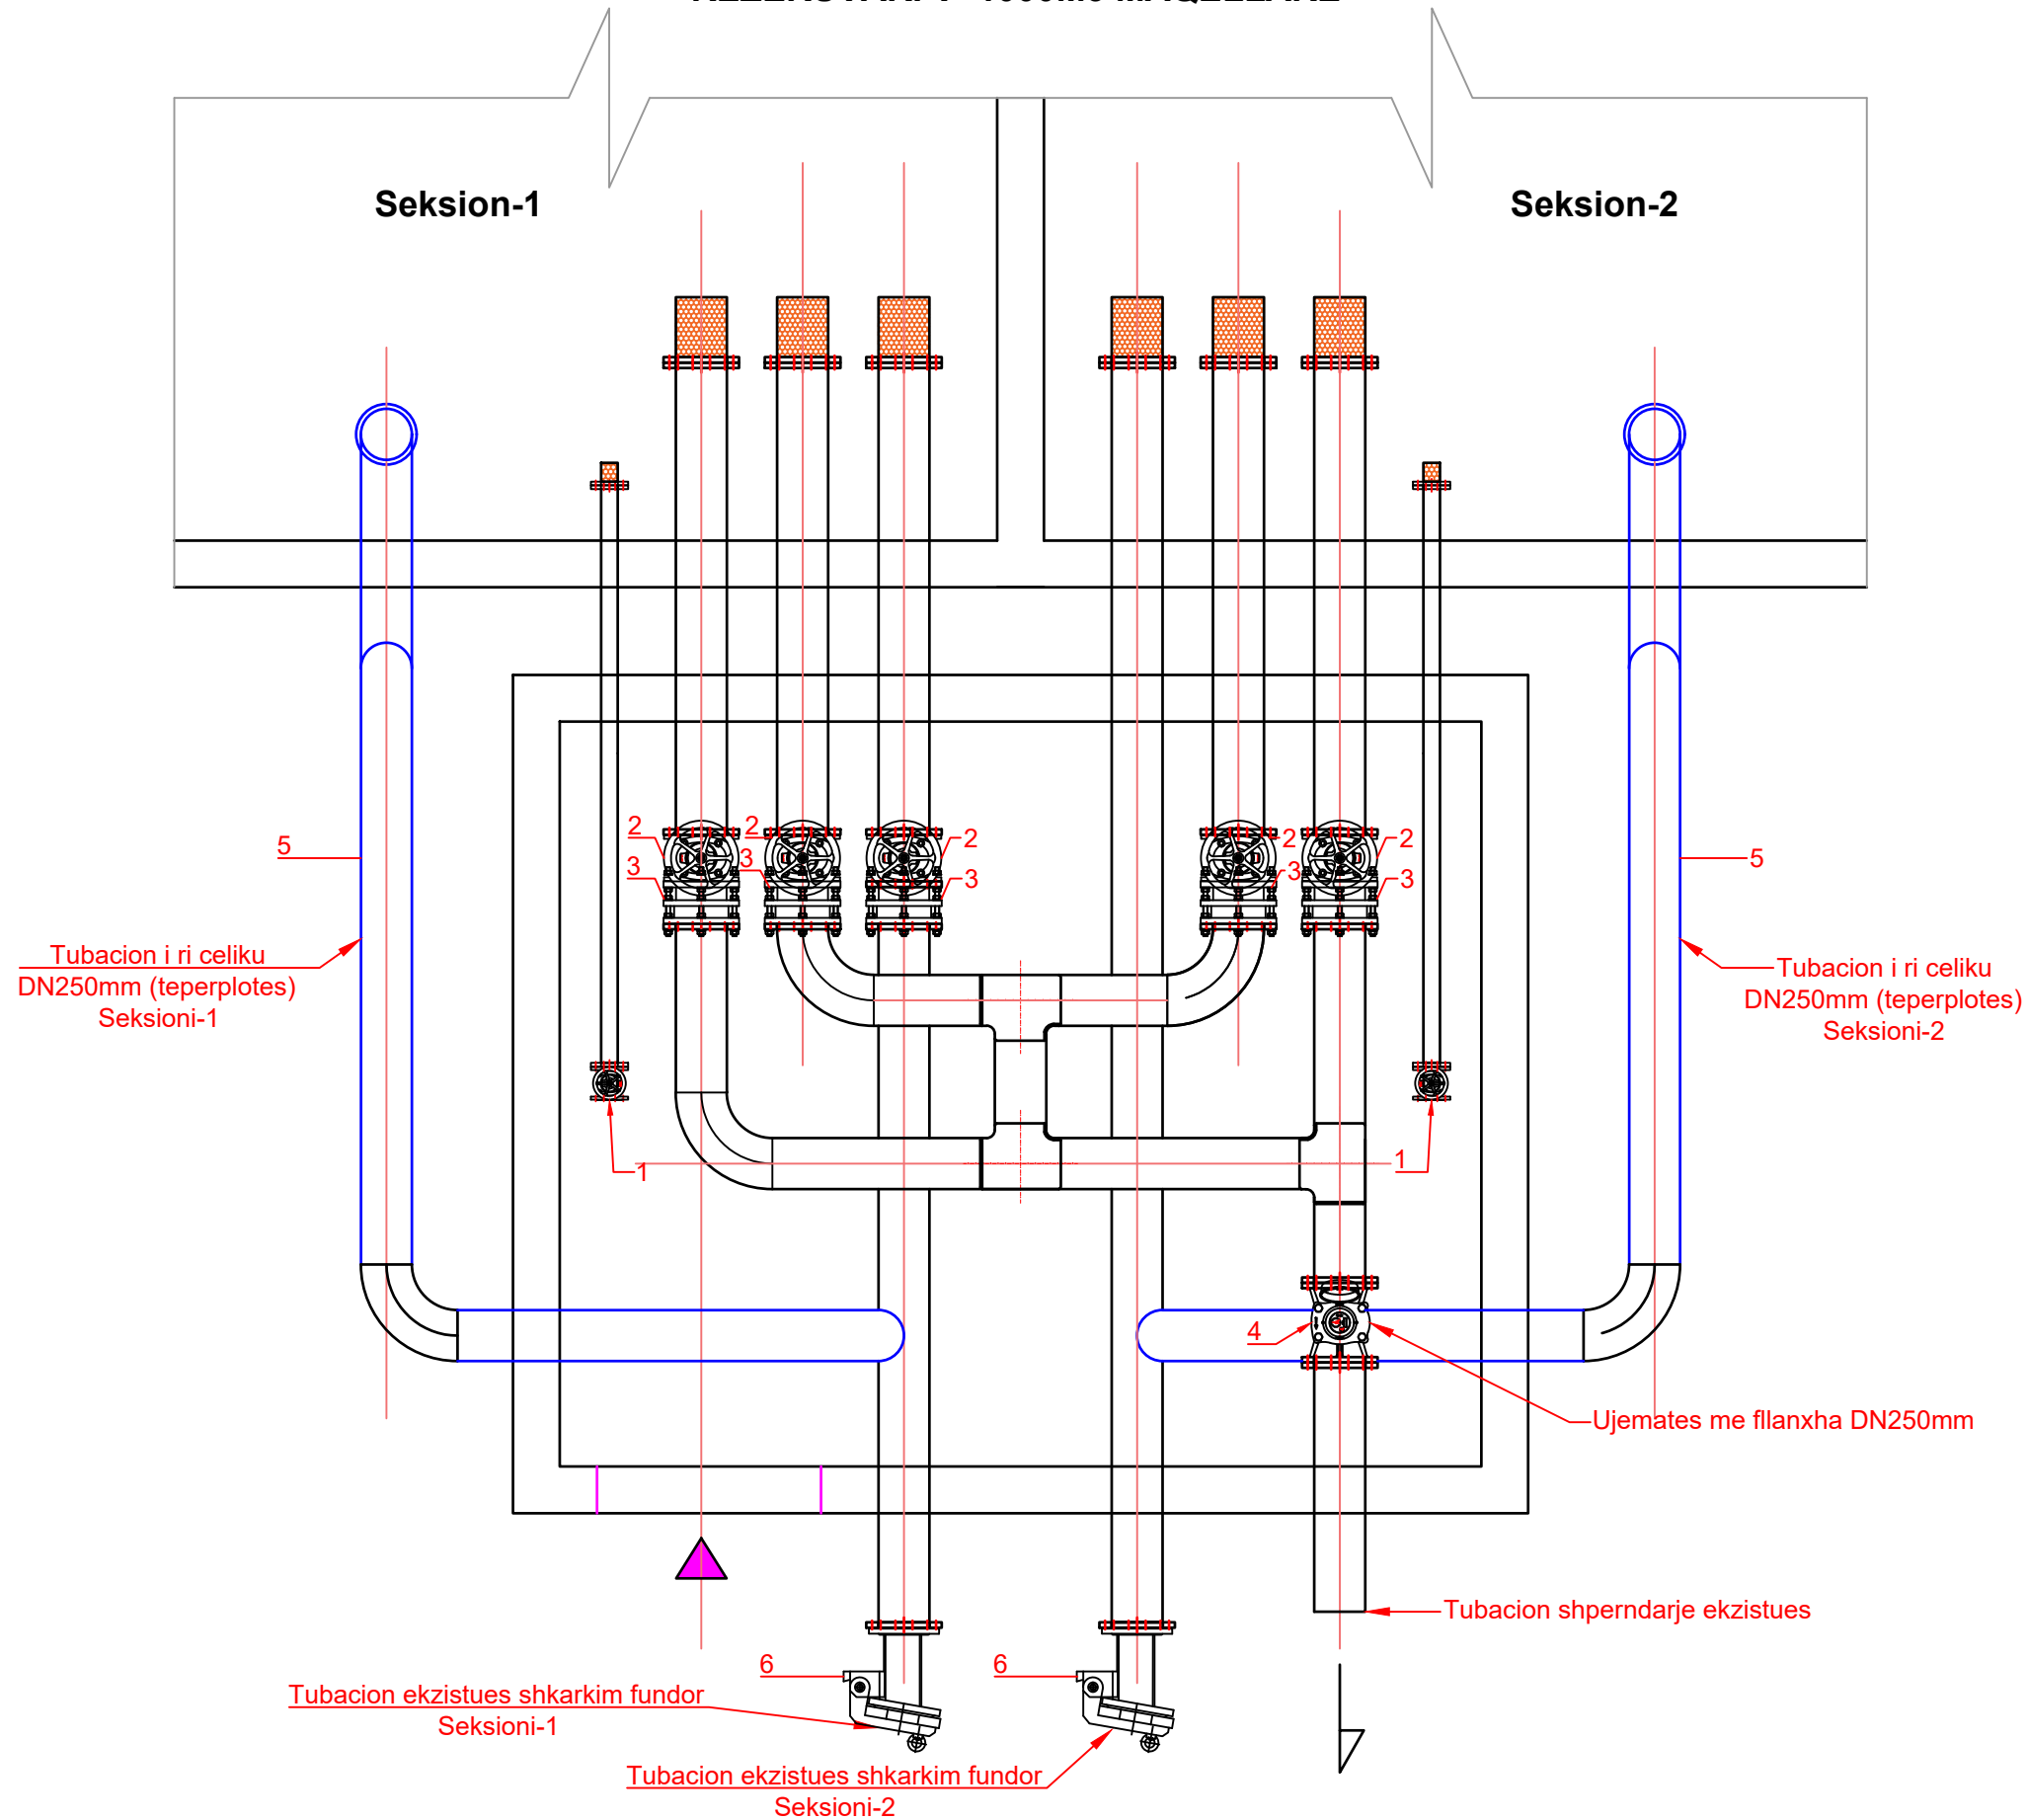 Seksion-1
Seksion-2
2
2
2
2
2
3
3
3
3
3
5
5
Tubacion i ri celiku
DN250mm (teperplotes)
Seksioni-1
Tubacion i ri celiku
DN250mm (teperplotes)
Seksioni-2
1
1
4
Ujemates me fllanxha DN250mm
Tubacion shperndarje ekzistues
6
6
Tubacion ekzistues shkarkim fundor
Seksioni-1
Tubacion ekzistues shkarkim fundor
Seksioni-2